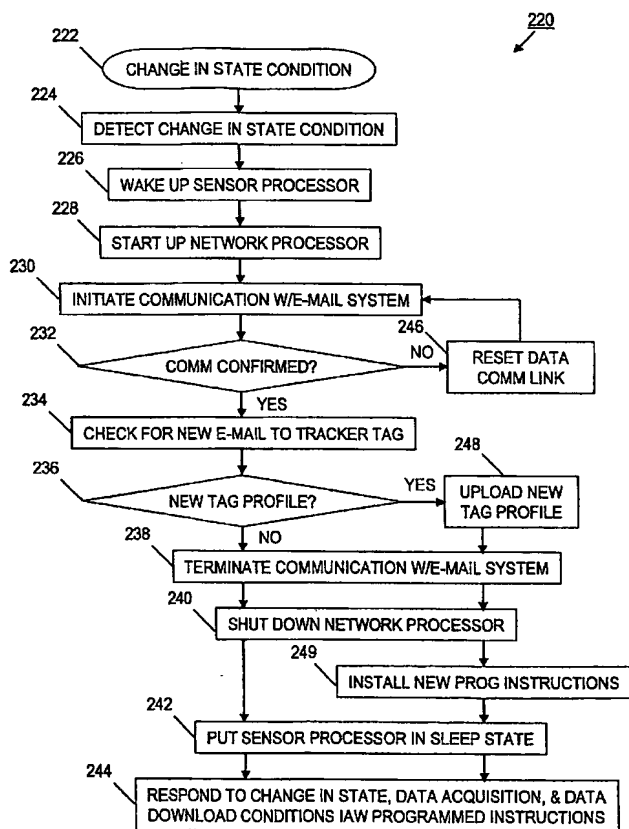 220
222
CHANGE IN STATE CONDITION
224
DETECT CHANGE IN STATE CONDITION
226
WAKE UP SENSOR PROCESSOR
228
START UP NETWORK PROCESSOR
230
INITIATE COMMUNICATION W/E-MAIL SYSTEM
232
COMM CONFIRMED?
NO
246
RESET DATA
COMM LINK
YES
234
CHECK FOR NEW E-MAIL TO TRACKER TAG
236
NEW TAG PROFILE?
YES
248
UPLOAD NEW
TAG PROFILE
NO
238
TERMINATE COMMUNICATION W/E-MAIL SYSTEM
240
SHUT DOWN NETWORK PROCESSOR
249
INSTALL NEW PROG INSTRUCTIONS
242
PUT SENSOR PROCESSOR IN SLEEP STATE
244
RESPOND TO CHANGE IN STATE, DATA ACQUISITION, & DATA
DOWNLOAD CONDITIONS IAW PROGRAMMED INSTRUCTIONS